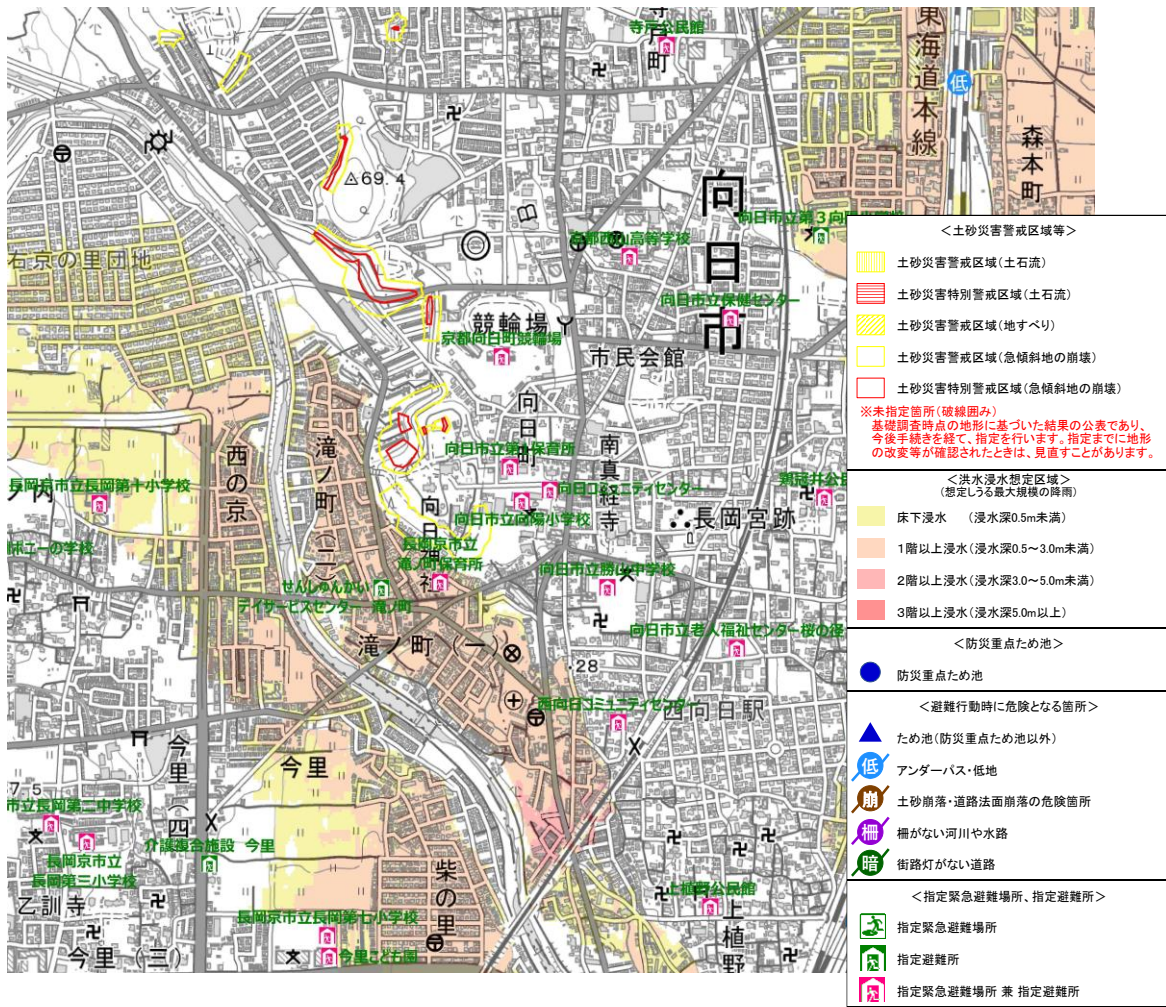 寺戸公民館
寺戸町
東海道本線
低
森本町
69.4
右京の里団地
向日市
向日市立第3向陽小学校
京都西山高等学校
向日市立保健センター
競輪場
京都向日町競輪場
市民会館
西の京
滝ノ町(二)
向日町
南真経寺
向日市立第1保育所
長岡京市立長岡第十小学校
ノ内
向日コミュニティセンター
向日市立向陽小学校
長岡宮跡
向日神社
長岡京市立
滝ノ町保育所
ポニーの学校
せんしゅんかい
デイサービスセンター 滝ノ町
向日市立勝山中学校
向日市立老人福祉センター桜の径
滝ノ町(一)
28
西向日コミュニティセンター
西向日駅
今里
今里(四)
7.5
市立長岡第二中学校
介護複合施設 今里
長岡京市立
長岡第三小学校
乙訓寺
柴の里
上植野公民館
上植野
長岡京市立長岡第七小学校
今里こども園
今里(三)
<土砂災害警戒区域等>
土砂災害警戒区域(土石流)
土砂災害特別警戒区域(土石流)
土砂災害警戒区域(地すべり)
土砂災害警戒区域(急傾斜地の崩壊)
土砂災害特別警戒区域(急傾斜地の崩壊)
※未指定箇所(破線囲み)
基礎調査時点の地形に基づいた結果の公表であり、
今後手続きを経て、指定を行います。指定までに地形
の改変等が確認されたときは、見直すことがあります。
<洪水浸水想定区域>
(想定しうる最大規模の降雨)
床下浸水 (浸水深0.5m未満)
1階以上浸水(浸水深0.5~3.0m未満)
2階以上浸水(浸水深3.0~5.0m未満)
3階以上浸水(浸水深5.0m以上)
<防災重点ため池>
防災重点ため池
<避難行動時に危険となる箇所>
ため池(防災重点ため池以外)
低 アンダーパス・低地
崩 土砂崩落・道路法面崩落の危険箇所
柵 柵がない河川や水路
暗 街路灯がない道路
<指定緊急避難場所、指定避難所>
指定緊急避難場所
指定避難所
指定緊急避難場所 兼 指定避難所